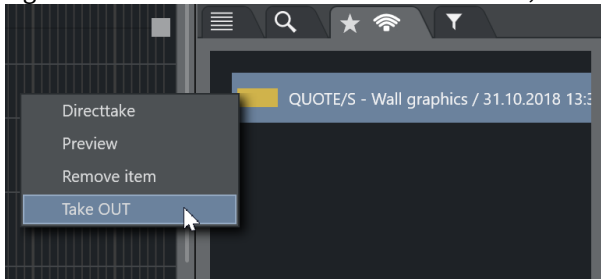 QUOTE/S - Wall graphics / 31.10.2018 13:3
Directtake
Preview
Remove item
Take OUT